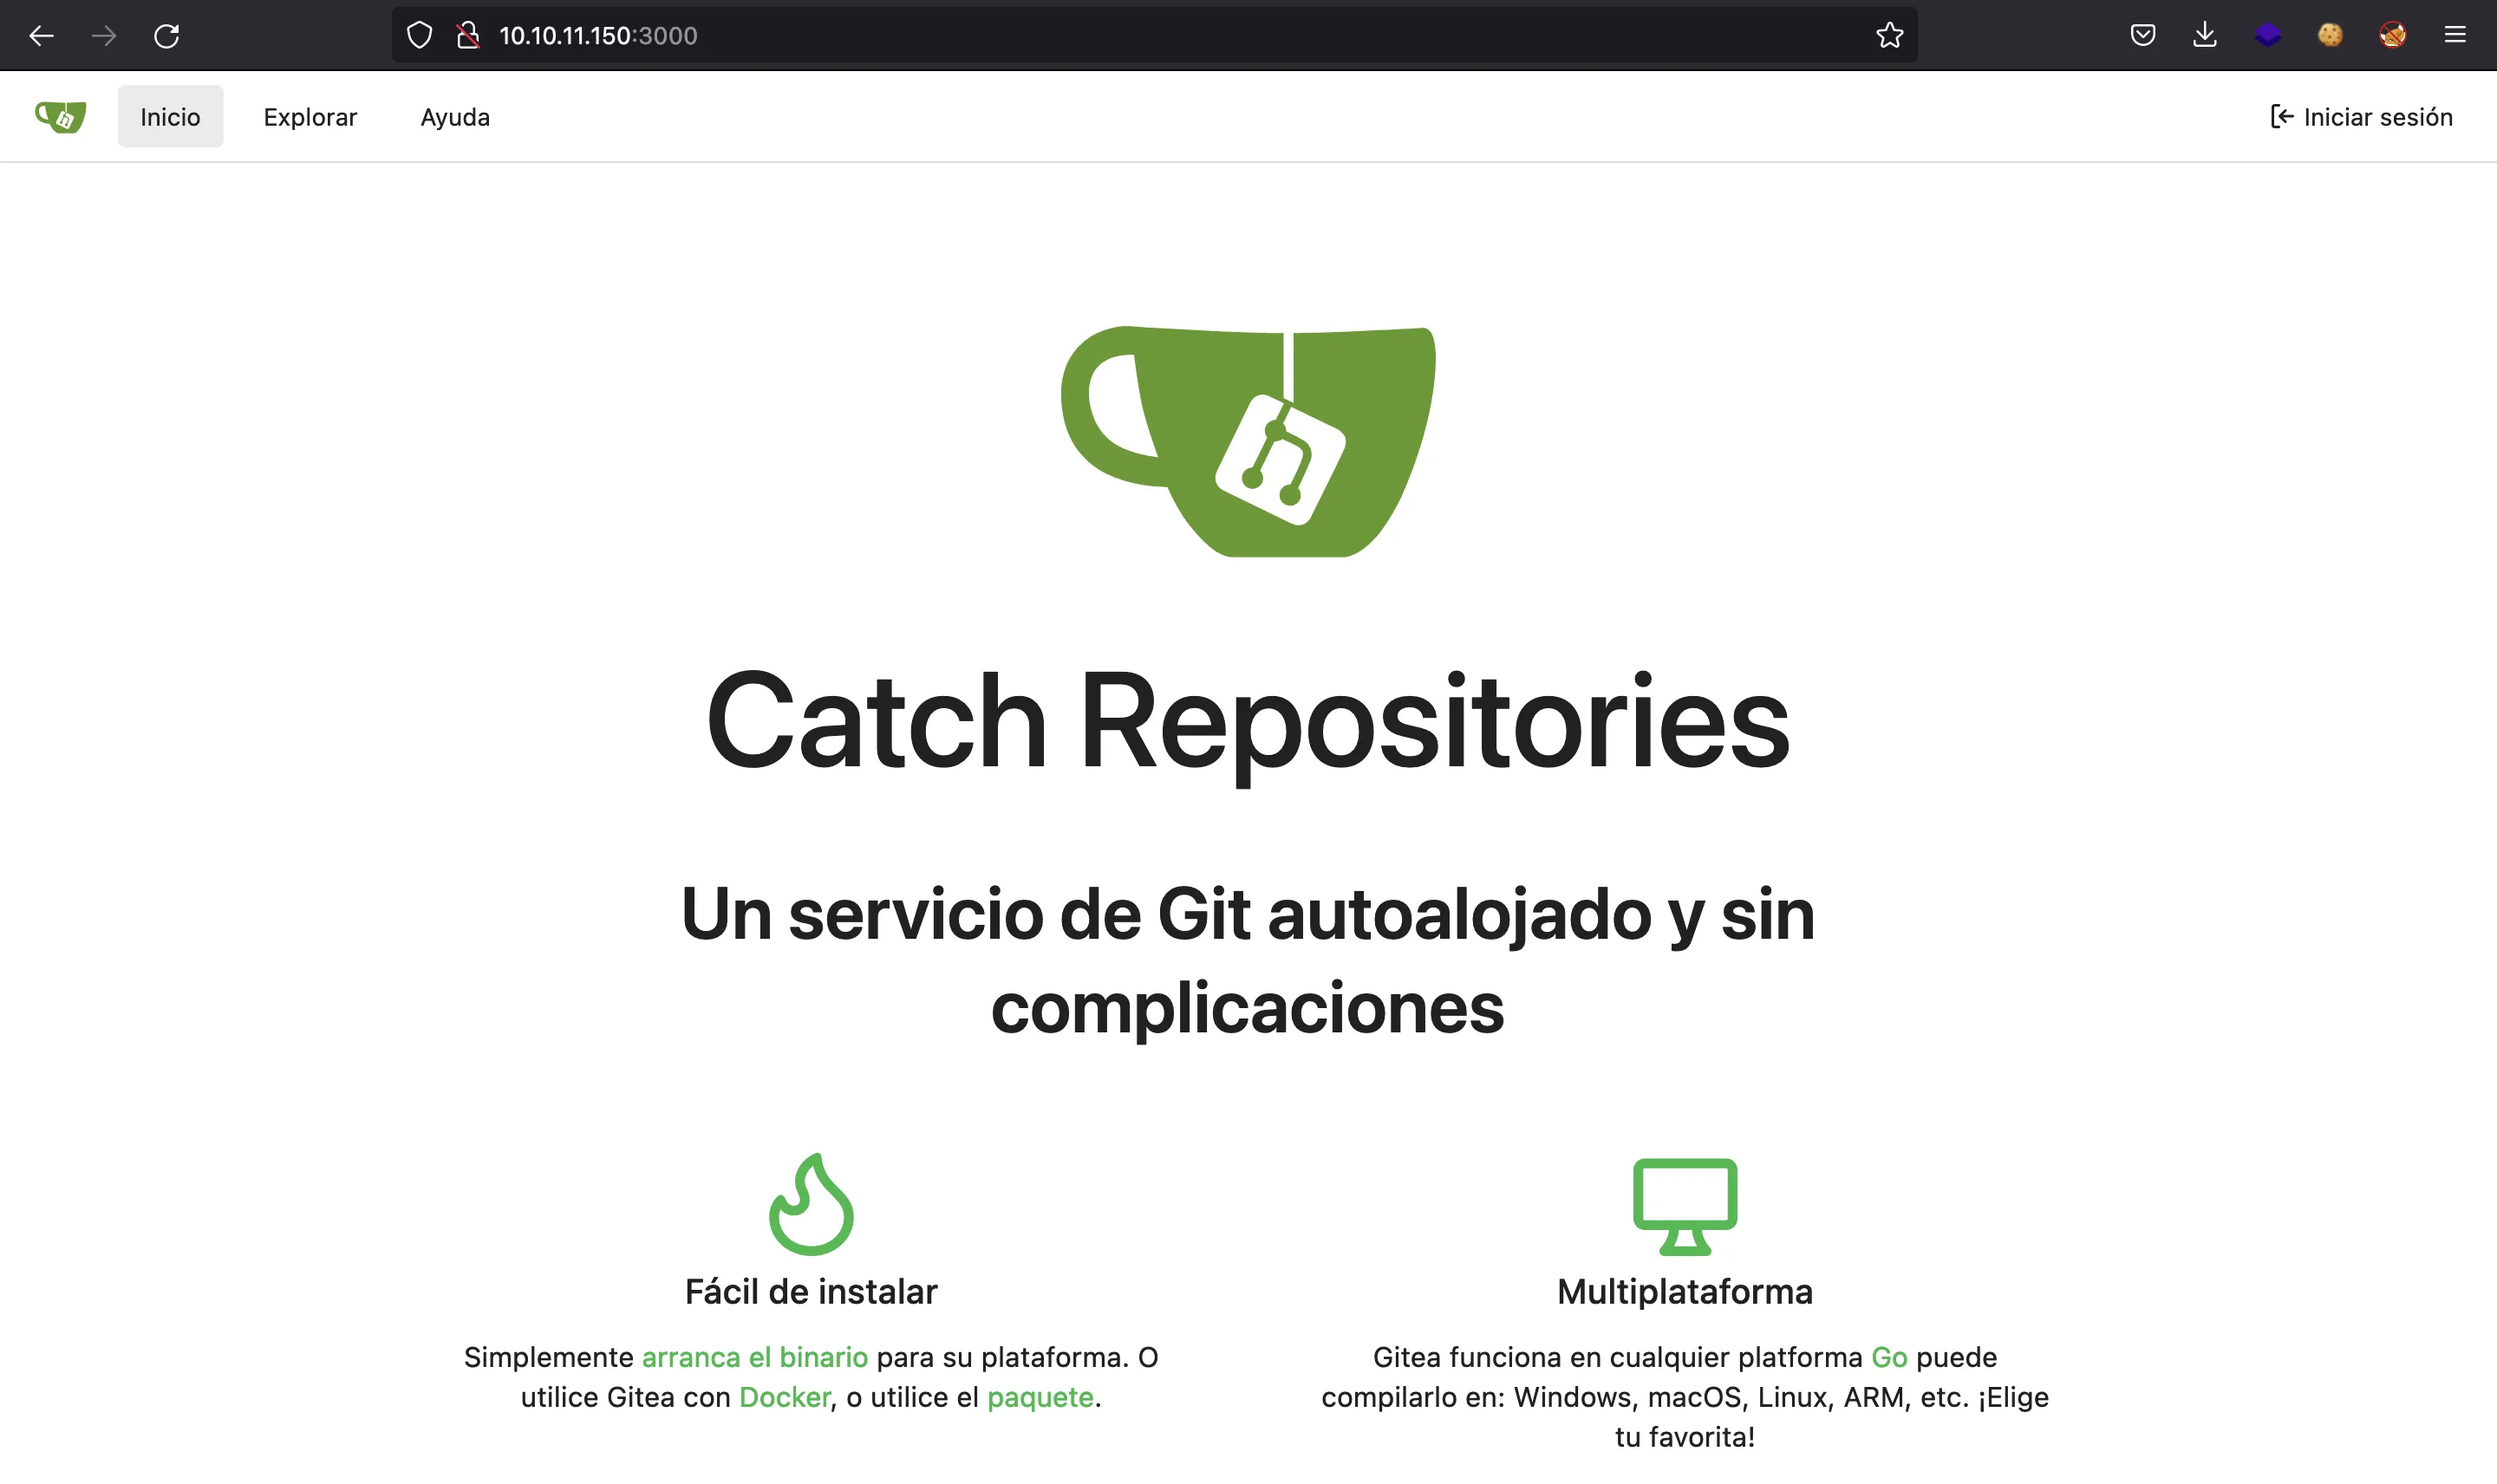 10.10.11.150:3000
Inicio Explorar Ayuda Iniciar sesión
Catch Repositories
Un servicio de Git autoalojado y sin
complicaciones
Fácil de instalar
Simplemente arranca el binario para su plataforma. O
utilice Gitea con Docker, o utilice el paquete.
Multiplataforma
Gitea funciona en cualquier platforma Go puede
compilarlo en: Windows, macOS, Linux, ARM, etc. ¡Elige
tu favorita!